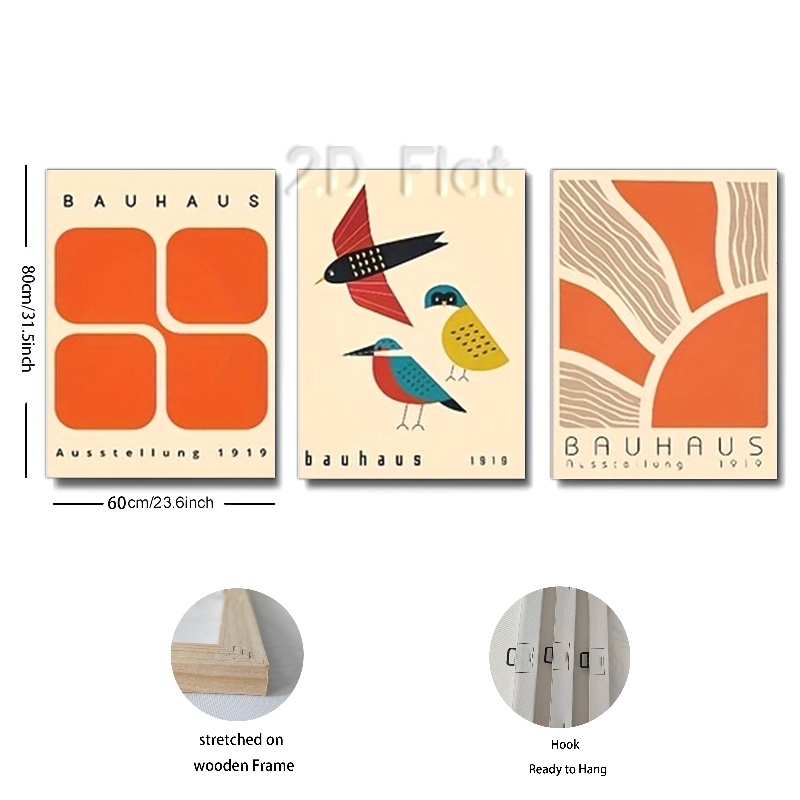 2D Flat
BAUHAUS
Ausstellung 1919
bauhaus 1919
BAUHAUS
Ausstellung 1919
80cm/31.5inch
60cm/23.6inch
stretched on
wooden Frame
Hook
Ready to Hang